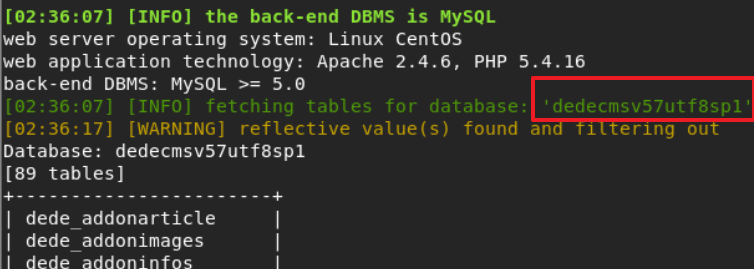 [02:36:07] [INFO] the back-end DBMS is MySQL
web server operating system: Linux CentOS
web application technology: Apache 2.4.6, PHP 5.4.16
back-end DBMS: MySQL >= 5.0
[02:36:07] [INFO] fetching tables for database: 'dedecmsv57utf8sp1'
[02:36:17] [WARNING] reflective value(s) found and filtering out
Database: dedecmsv57utf8sp1
[89 tables]
+-----------------------+
| dede_addonarticle |
| dede_addonimages |
| dede_addoninfos |